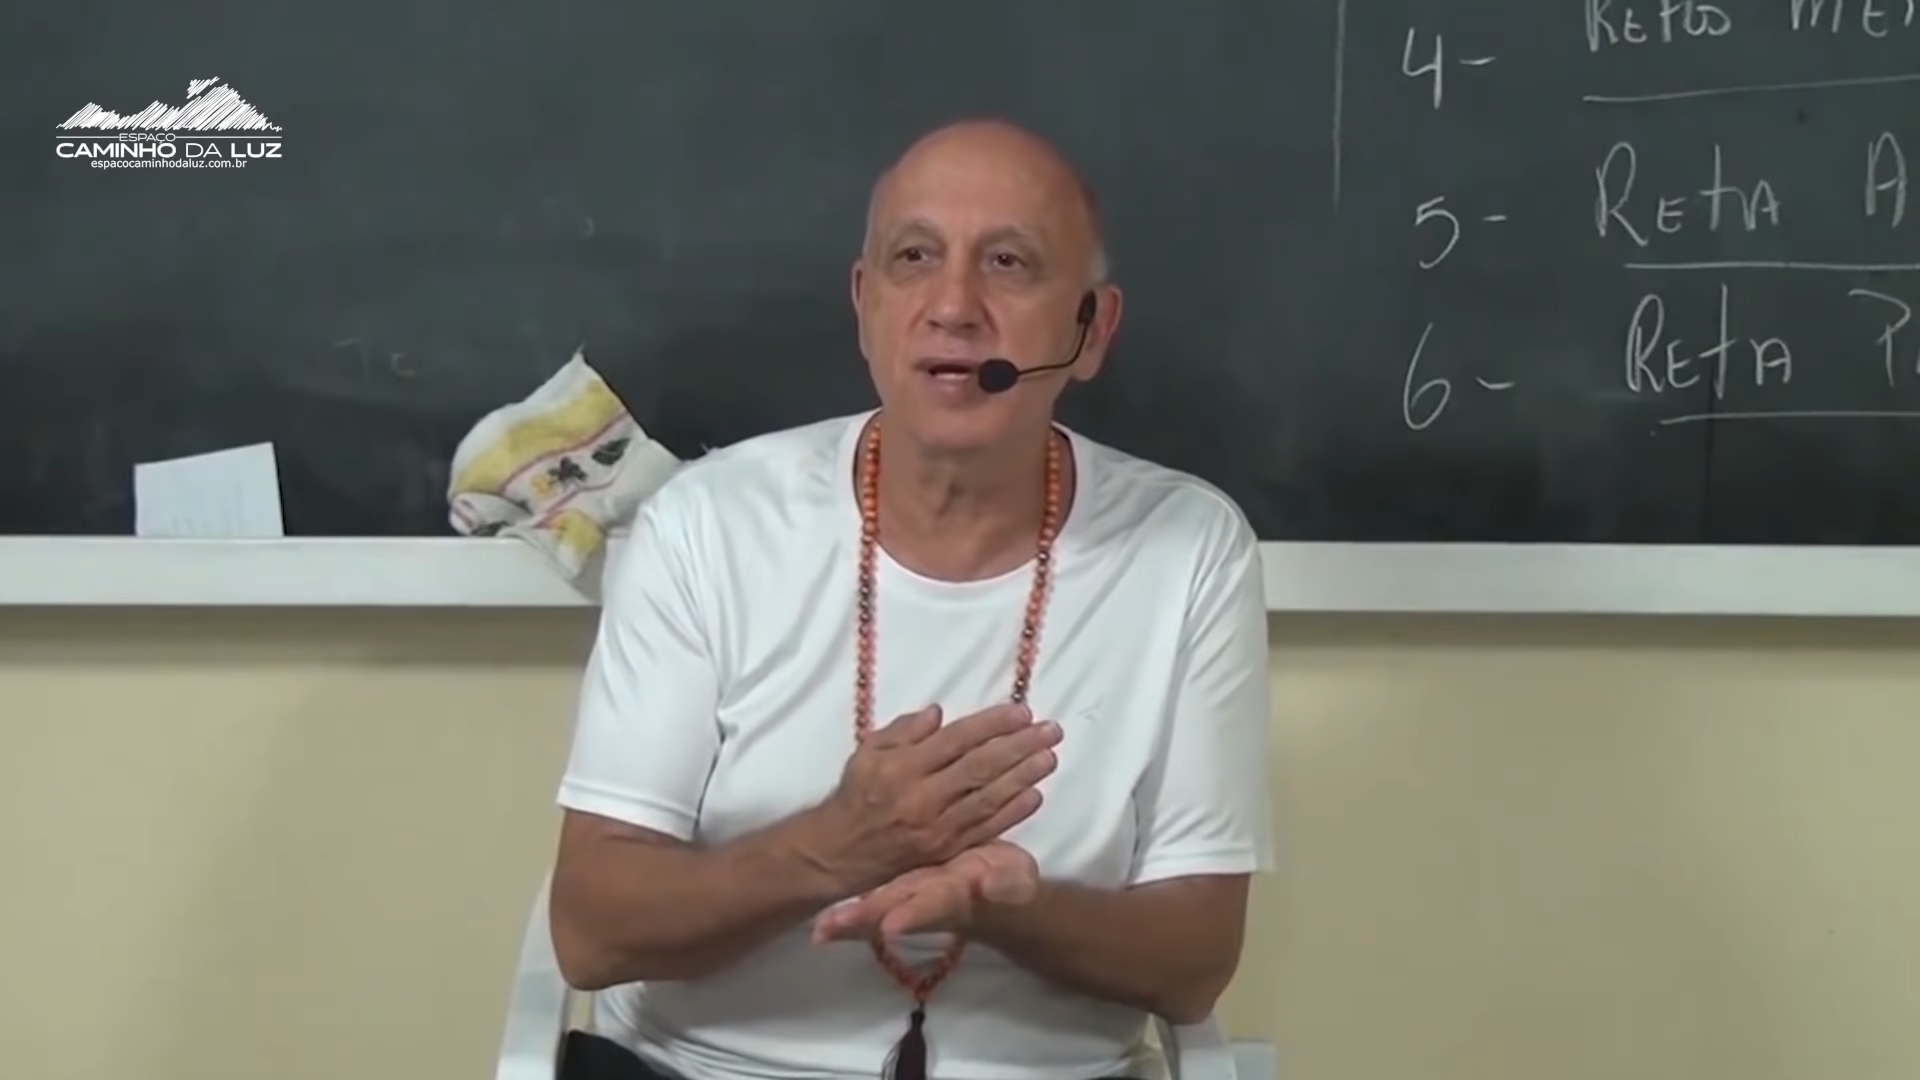 ESPAÇO
CAMINHO DA LUZ
espacocaminhodaluz.com.br
4-
5- RETA A
6- RETA